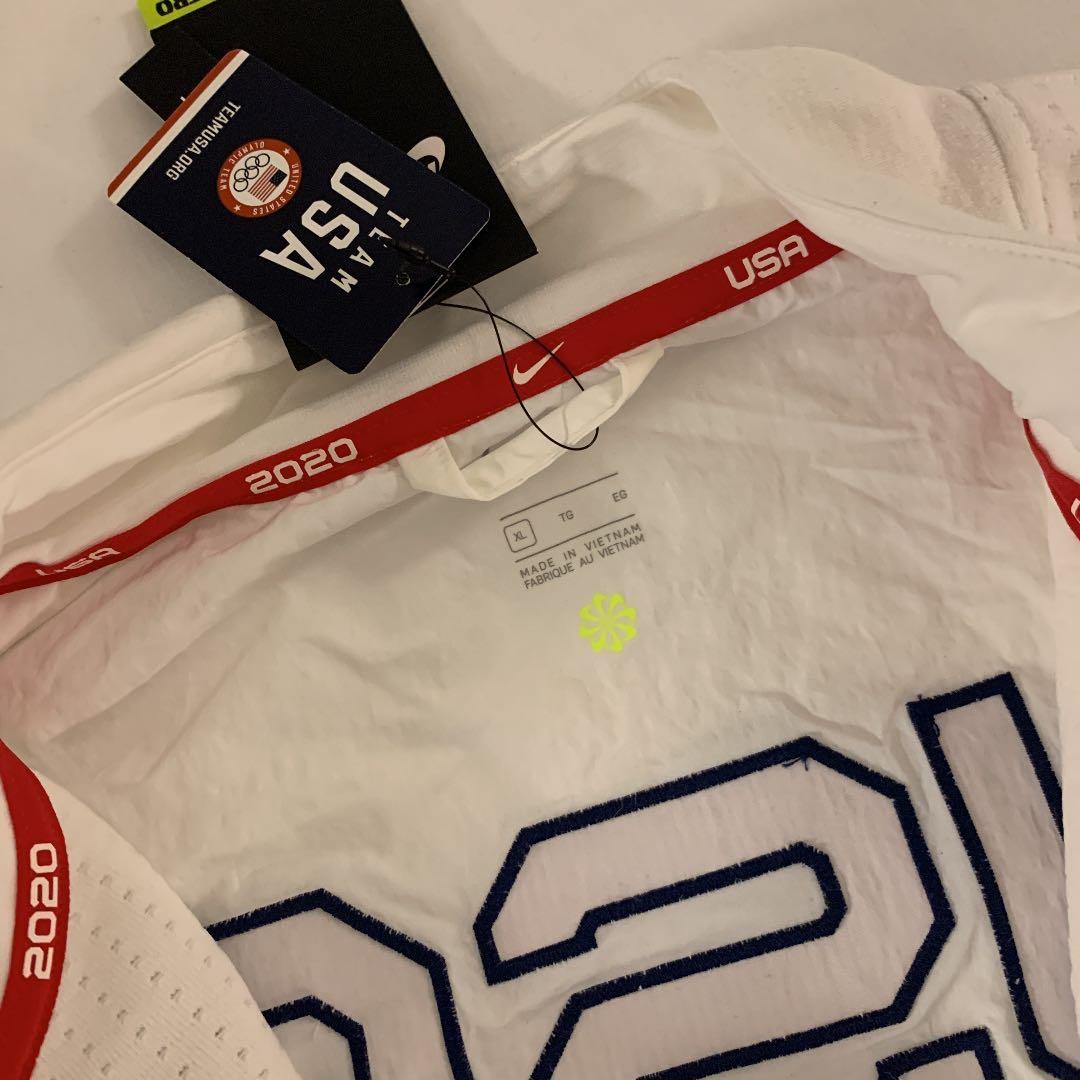 TEAMUSA.ORG
UNITED STATES
OLYMPIC TEAM
TEAM
USA
USA
2020
USA
XL TG EG
MADE IN VIETNAM
FABRIQUE AU VIETNAM
2020